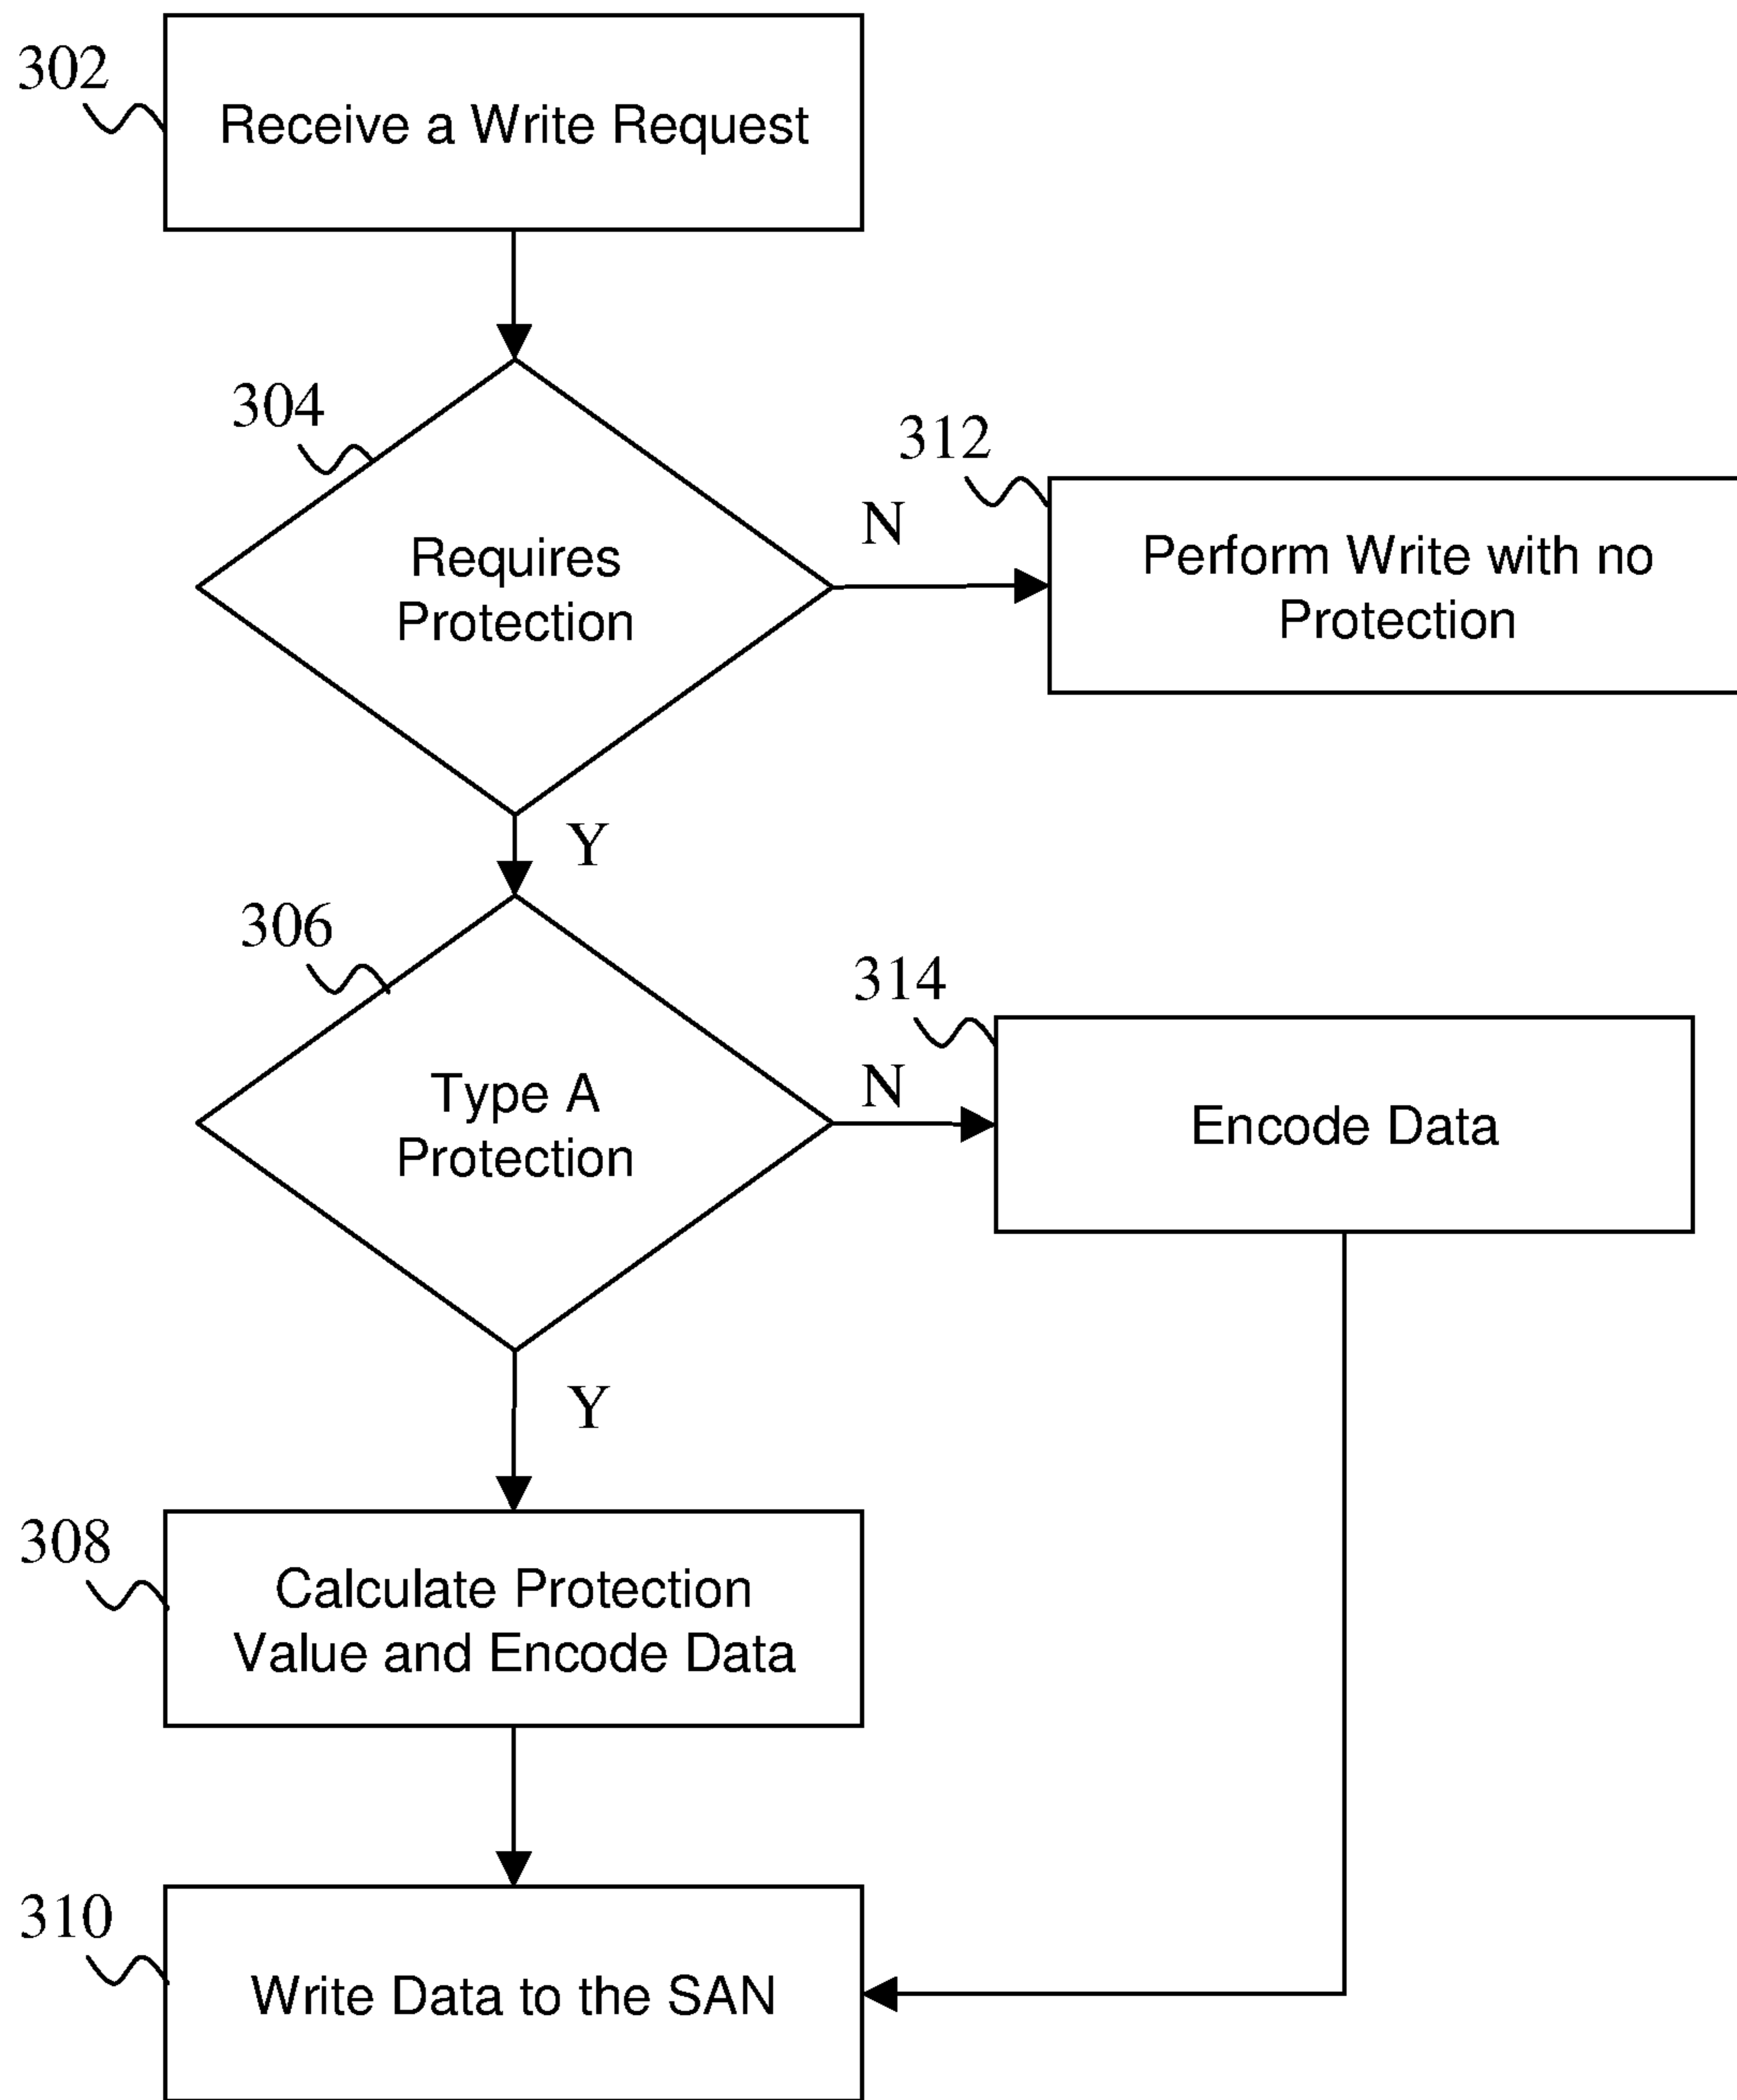 302
Receive a Write Request
304
Requires
Protection
N
312
Perform Write with no
Protection
Y
306
Type A
Protection
N
314
Encode Data
Y
308
Calculate Protection
Value and Encode Data
310
Write Data to the SAN